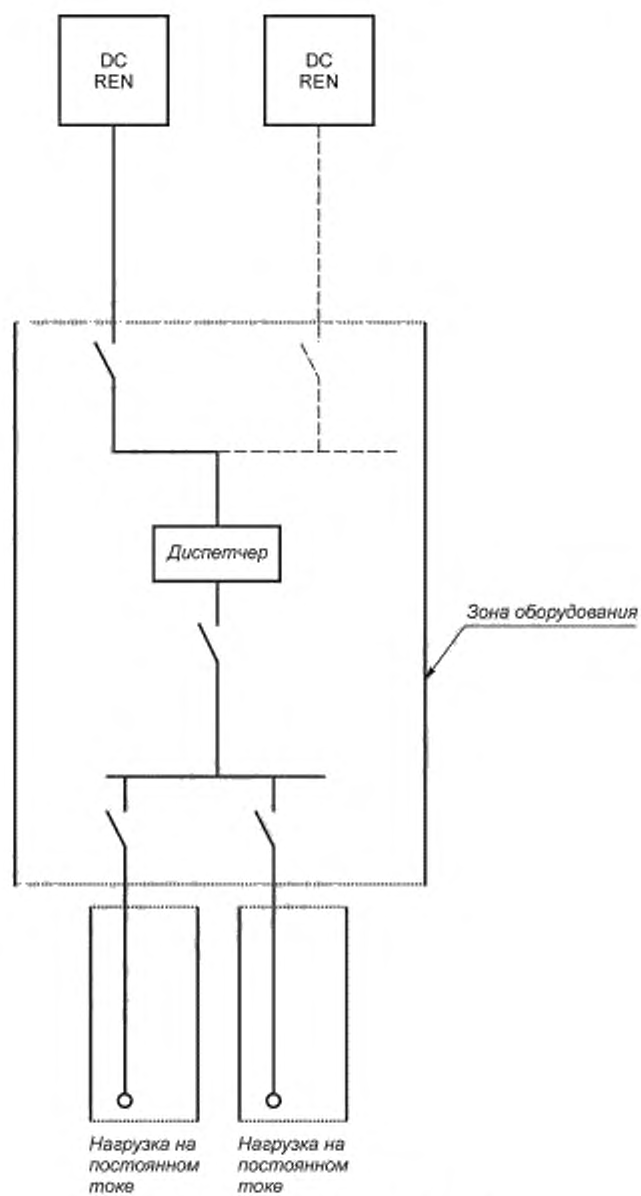 DC
REN
DC
REN
Диспетчер
Зона оборудования
Нагрузка на
постоянном
токе
Нагрузка на
постоянном
токе